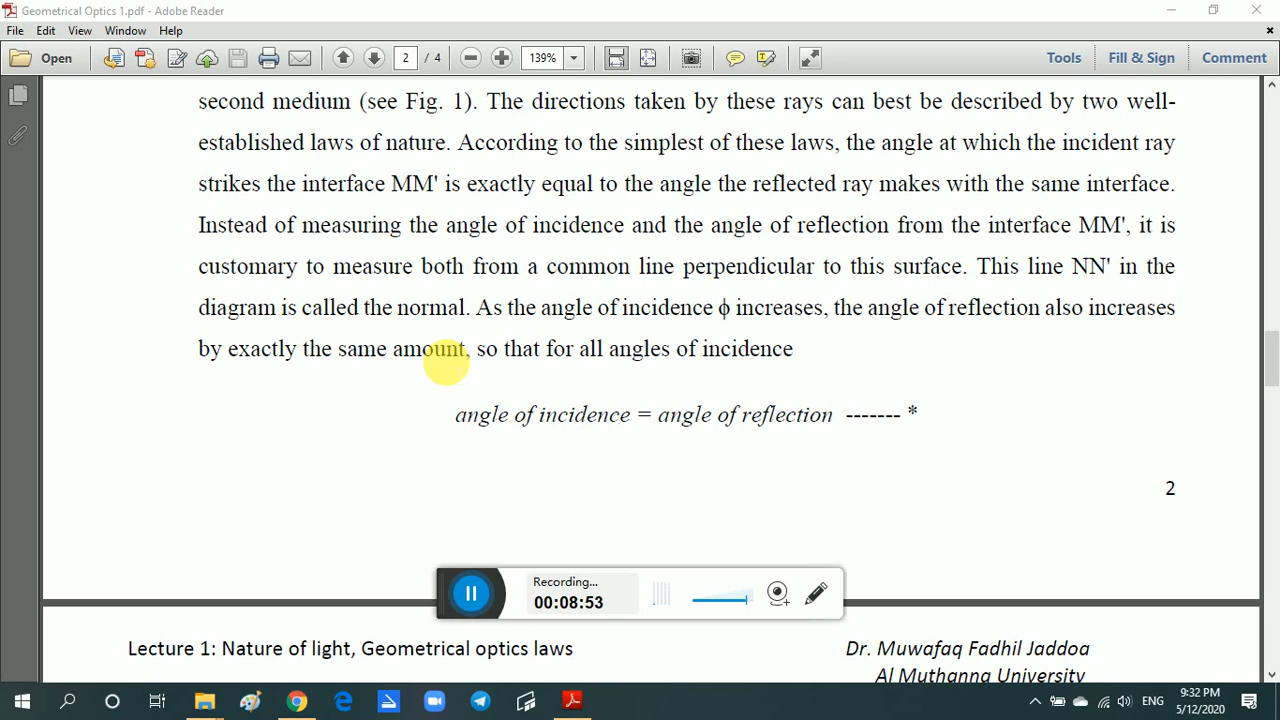 Geometrical Optics 1.pdf - Adobe Reader
File Edit View Window Help
Open 2 / 4 139% Tools Fill & Sign Comment
second medium (see Fig. 1). The directions taken by these rays can best be described by two well-
established laws of nature. According to the simplest of these laws, the angle at which the incident ray
strikes the interface MM' is exactly equal to the angle the reflected ray makes with the same interface.
Instead of measuring the angle of incidence and the angle of reflection from the interface MM', it is
customary to measure both from a common line perpendicular to this surface. This line NN' in the
diagram is called the normal. As the angle of incidence ϕ increases, the angle of reflection also increases
by exactly the same amount, so that for all angles of incidence
angle of incidence = angle of reflection ------- *
2
Recording...
00:08:53
Lecture 1: Nature of light, Geometrical optics laws Dr. Muwafaq Fadhil Jaddoa
Al Muthanna University
ENG 9:32 PM
5/12/2020